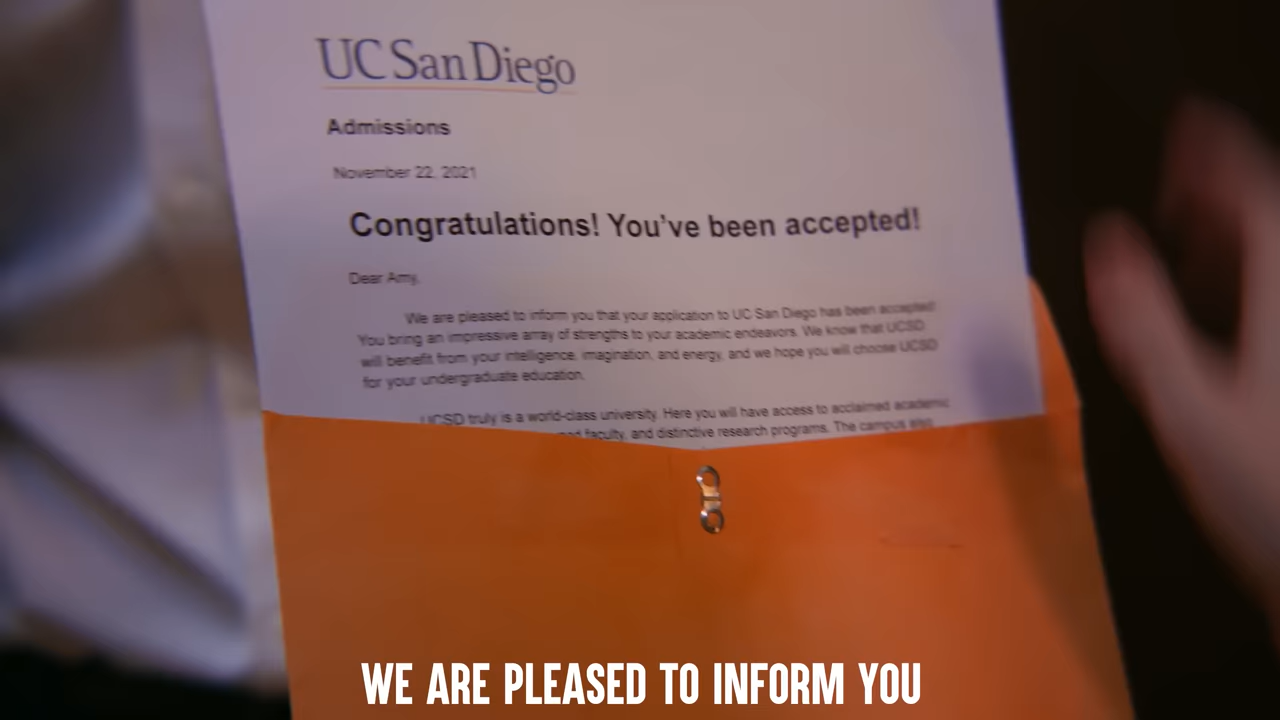 UC San Diego
Admissions
November 22, 2021
Congratulations! You've been accepted!
Dear Amy,
We are pleased to inform you that your application to UC San Diego has been accepted!
You bring an impressive array of strengths to your academic endeavors. We know that UCSD
will benefit from your intelligence, imagination, and energy, and we hope you will choose UCSD
for your undergraduate education.
UCSD truly is a world-class university. Here you will have access to acclaimed academic
faculty, and distinctive research programs. The campus also
WE ARE PLEASED TO INFORM YOU